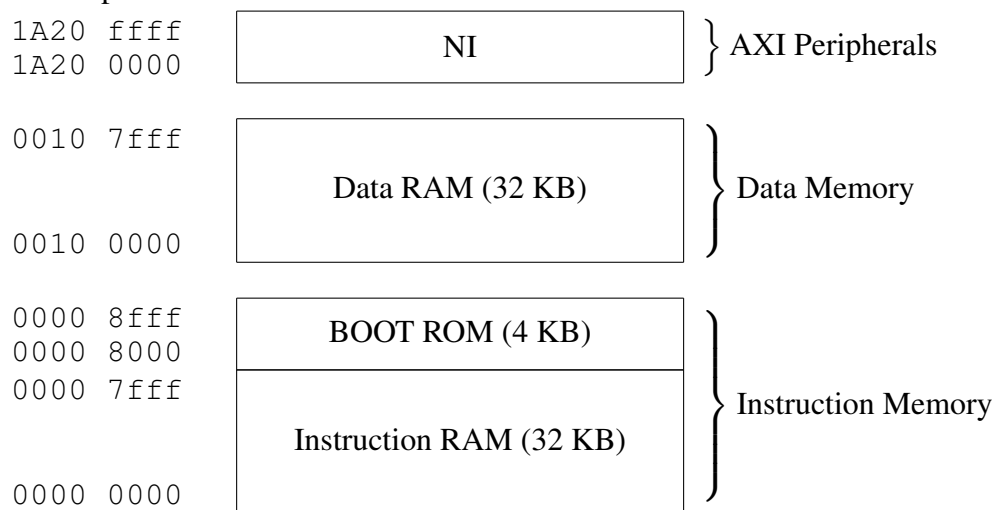 1A20 ffff
NI
AXI Peripherals
1A20 0000
0010 7fff
Data RAM (32 KB)
Data Memory
0010 0000
0000 8fff
BOOT ROM (4 KB)
0000 8000
0000 7fff
Instruction Memory
Instruction RAM (32 KB)
0000 0000